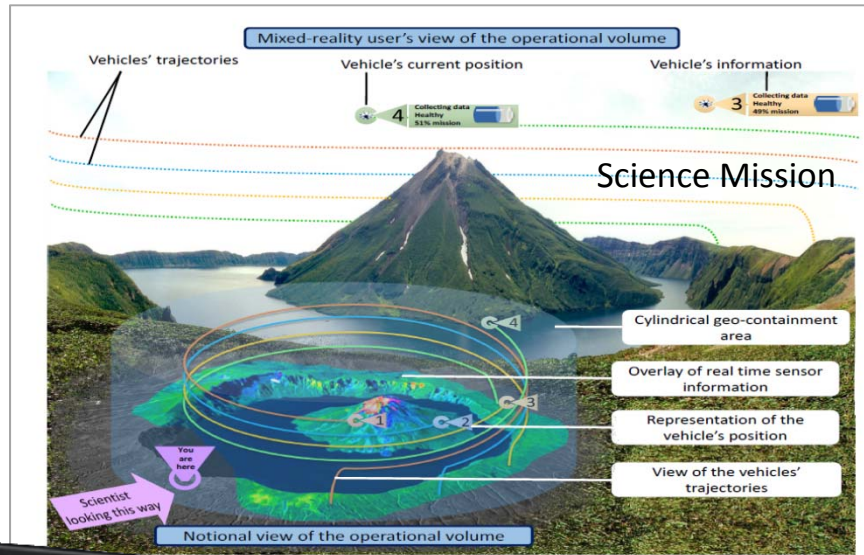 Mixed-reality user's view of the operational volume
Vehicles' trajectories
Vehicle's current position
Vehicle's information
4
Collecting data
Healthy
51% mission
3
Collecting data
Healthy
49% mission
Science Mission
4
Cylindrical geo-containment
area
Overlay of real time sensor
information
3
1
2
Representation of the
vehicle's position
You
are
here
View of the vehicles'
trajectories
Scientist
looking this way
Notional view of the operational volume